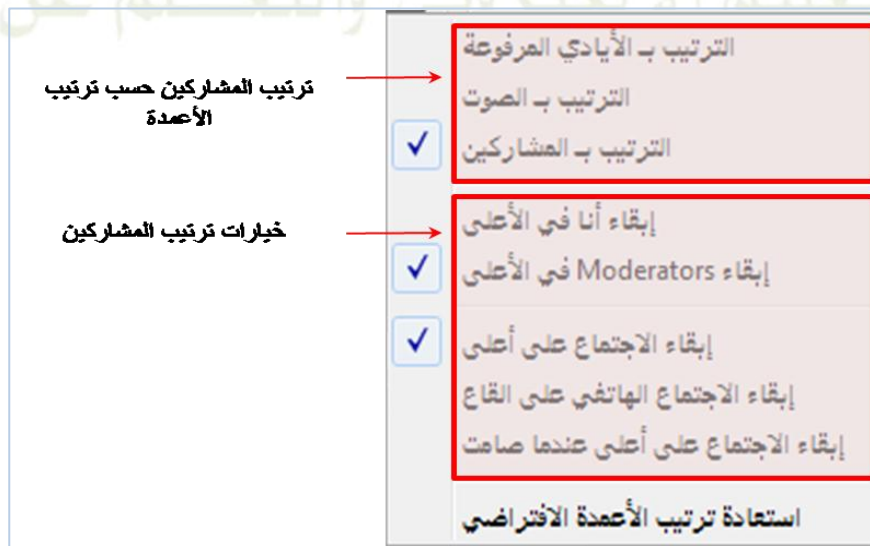 الترتيب بـ الأيادي المرفوعة
الترتيب بـ الصوت
الترتيب بـ المشاركين
ترتيب المشاركين حسب ترتيب
الأعمدة
إبقاء أنا في الأعلى
إبقاء Moderators في الأعلى
خيارات ترتيب المشاركين
إبقاء الاجتماع على أعلى
إبقاء الاجتماع الهاتفي على القاع
إبقاء الاجتماع على أعلى عندما صامت
استعادة ترتيب الأعمدة الافتراضي